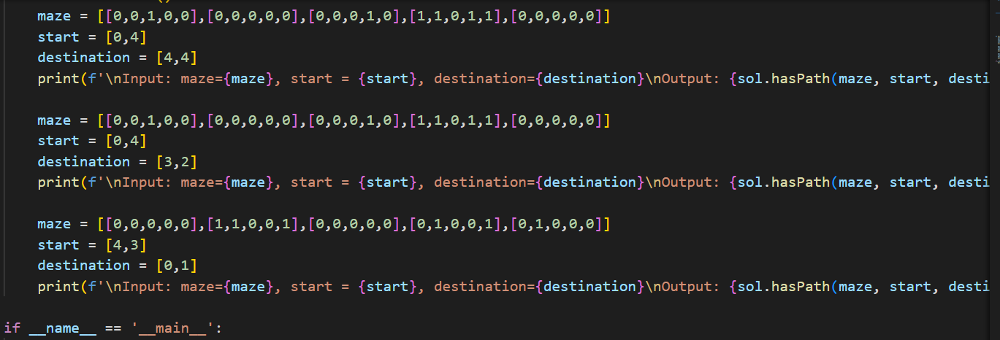 maze = [[0,0,1,0,0],[0,0,0,0,0],[0,0,0,1,0],[1,1,0,1,1],[0,0,0,0,0]]
start = [0,4]
destination = [4,4]
print(f'\nInput: maze={maze}, start = {start}, destination={destination}\nOutput: {sol.hasPath(maze, start, desti
maze = [[0,0,1,0,0],[0,0,0,0,0],[0,0,0,1,0],[1,1,0,1,1],[0,0,0,0,0]]
start = [0,4]
destination = [3,2]
print(f'\nInput: maze={maze}, start = {start}, destination={destination}\nOutput: {sol.hasPath(maze, start, desti
maze = [[0,0,0,0,0],[1,1,0,0,1],[0,0,0,0,0],[0,1,0,0,1],[0,1,0,0,0]]
start = [4,3]
destination = [0,1]
print(f'\nInput: maze={maze}, start = {start}, destination={destination}\nOutput: {sol.hasPath(maze, start, desti
if __name__ == '__main__':